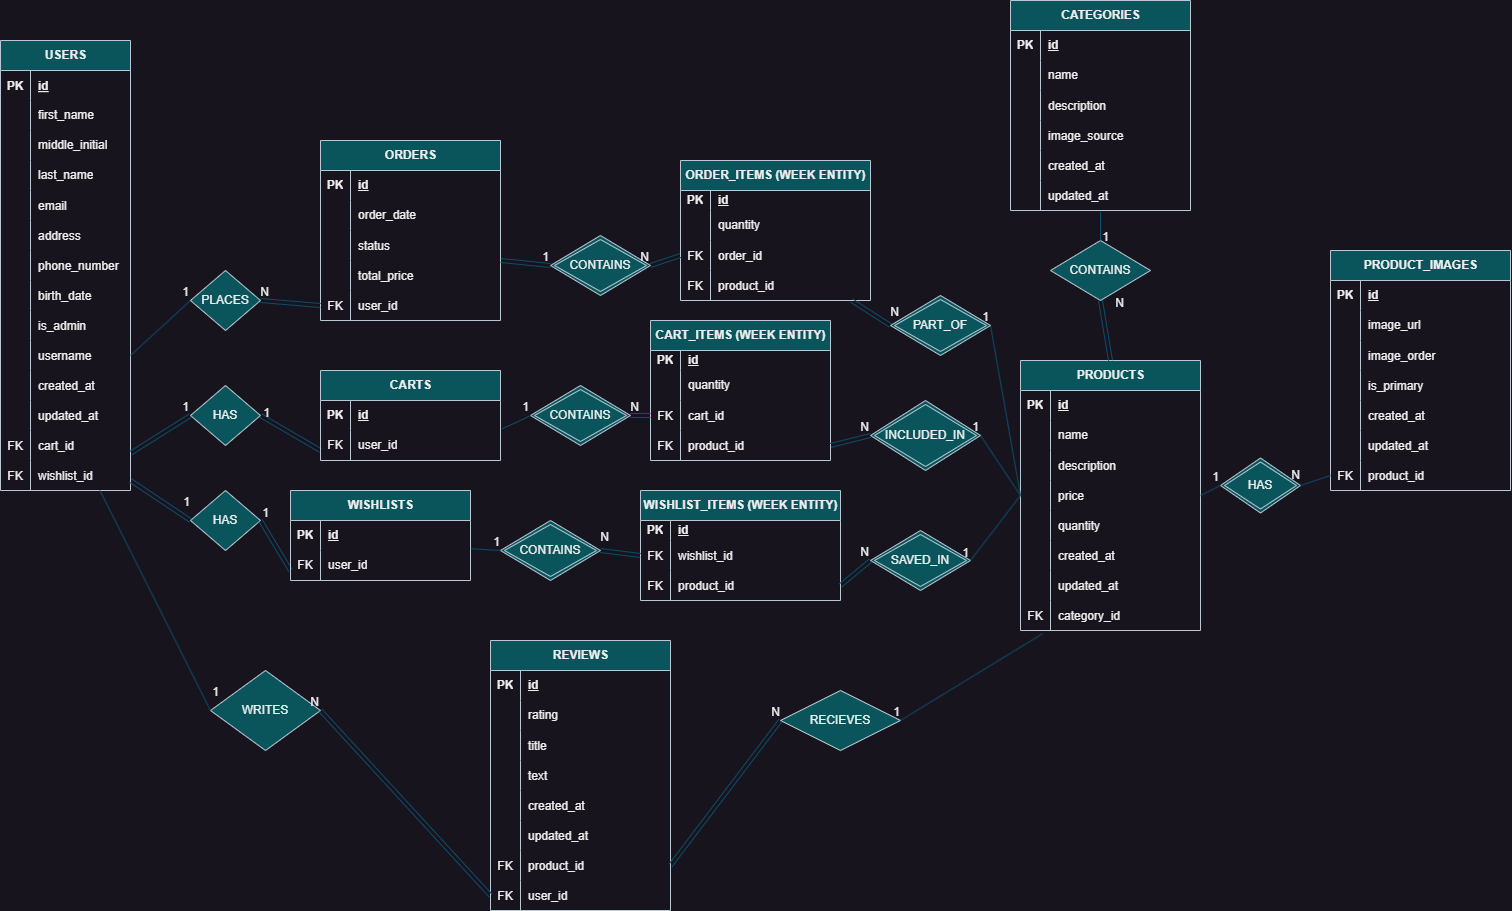 USERS
PK id
first_name
middle_initial
last_name
email
address
phone_number
birth_date
is_admin
username
created_at
updated_at
FK cart_id
FK wishlist_id
1 PLACES N
ORDERS
PK id
order_date
status
total_price
FK user_id
1 CONTAINS N
ORDER_ITEMS (WEEK ENTITY)
PK id
quantity
FK order_id
FK product_id
N PART_OF 1
1 HAS 1
CARTS
PK id
FK user_id
1 CONTAINS N
CART_ITEMS (WEEK ENTITY)
PK id
quantity
FK cart_id
FK product_id
N INCLUDED_IN 1
1 HAS 1
WISHLISTS
PK id
FK user_id
1 CONTAINS N
WISHLIST_ITEMS (WEEK ENTITY)
PK id
FK wishlist_id
FK product_id
N SAVED_IN 1
CATEGORIES
PK id
name
description
image_source
created_at
updated_at
1
CONTAINS
N
PRODUCTS
PK id
name
description
price
quantity
created_at
updated_at
FK category_id
1 HAS N
PRODUCT_IMAGES
PK id
image_url
image_order
is_primary
created_at
updated_at
FK product_id
1 WRITES N
REVIEWS
PK id
rating
title
text
created_at
updated_at
FK product_id
FK user_id
N RECIEVES 1